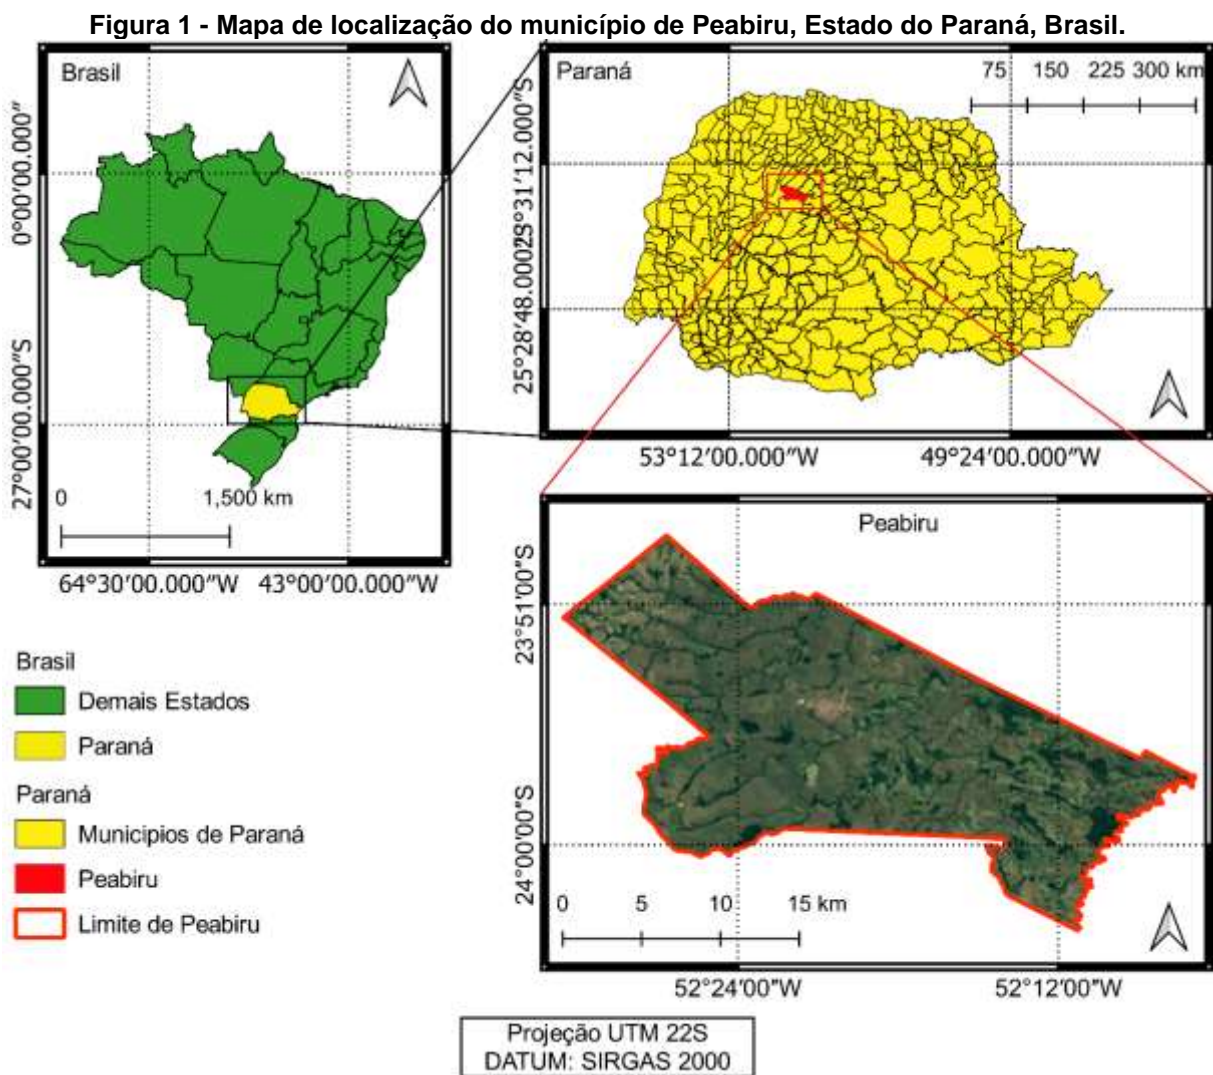 Figura 1 - Mapa de localização do município de Peabiru, Estado do Paraná, Brasil.
Brasil
0°00'00.000"
27°00'00.000"S
0 1,500 km
64°30'00.000"W 43°00'00.000"W
Paraná
75 150 225 300 km
25°28'48.000
23°31'12.000"S
53°12'00.000"W 49°24'00.000"W
Peabiru
23°51'00"S
24°00'00"S
0 5 10 15 km
52°24'00"W 52°12'00"W
Brasil
Demais Estados
Paraná
Paraná
Municipios de Paraná
Peabiru
Limite de Peabiru
Projeção UTM 22S
DATUM: SIRGAS 2000